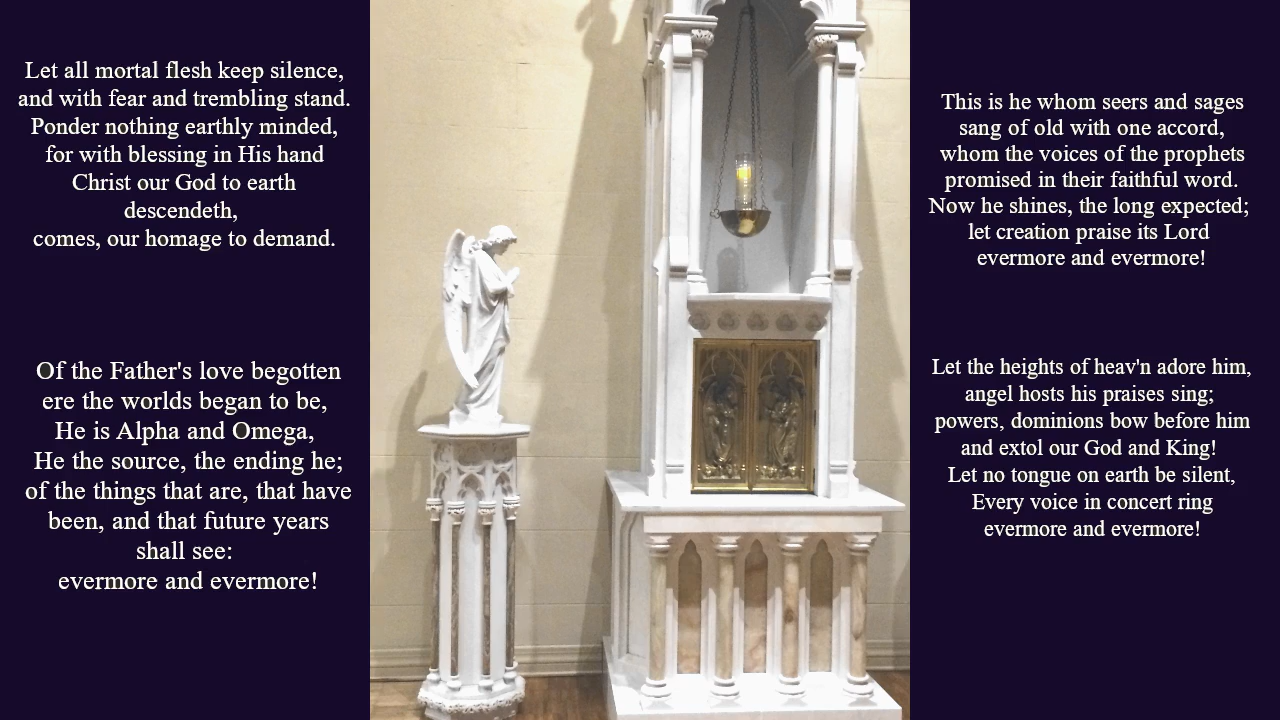 Let all mortal flesh keep silence,
and with fear and trembling stand.
Ponder nothing earthly minded,
for with blessing in His hand
Christ our God to earth
descendeth,
comes, our homage to demand.
Of the Father's love begotten
ere the worlds began to be,
He is Alpha and Omega,
He the source, the ending he;
of the things that are, that have
been, and that future years
shall see:
evermore and evermore!
This is he whom seers and sages
sang of old with one accord,
whom the voices of the prophets
promised in their faithful word.
Now he shines, the long expected;
let creation praise its Lord
evermore and evermore!
Let the heights of heav'n adore him,
angel hosts his praises sing;
powers, dominions bow before him
and extol our God and King!
Let no tongue on earth be silent,
Every voice in concert ring
evermore and evermore!